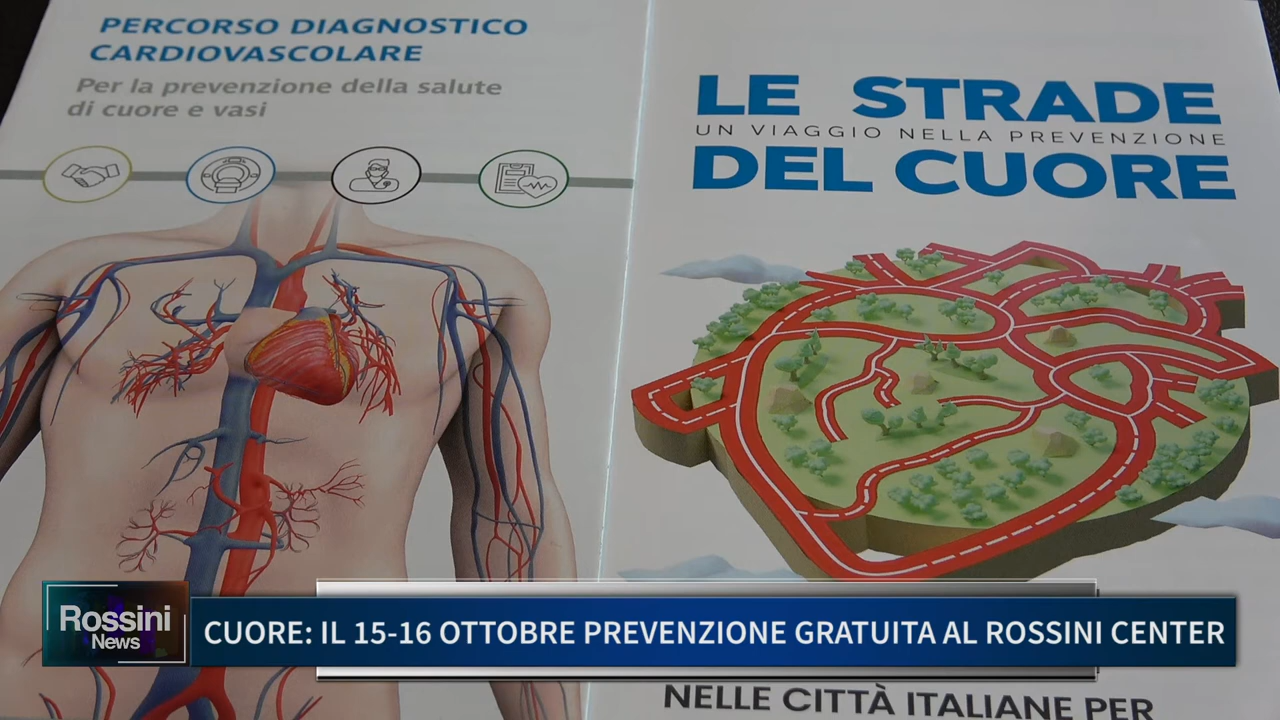 PERCORSO DIAGNOSTICO
CARDIOVASCOLARE
Per la prevenzione della salute
di cuore e vasi
LE STRADE
UN VIAGGIO NELLA PREVENZIONE
DEL CUORE
Rossini
News
CUORE: IL 15-16 OTTOBRE PREVENZIONE GRATUITA AL ROSSINI CENTER
NELLE CITTÀ ITALIANE PER